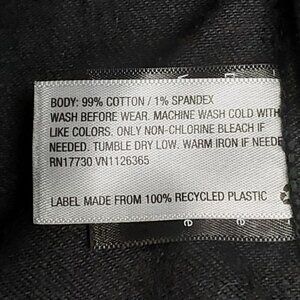 BODY: 99% COTTON / 1% SPANDEX
WASH BEFORE WEAR. MACHINE WASH COLD WITH
LIKE COLORS. ONLY NON-CHLORINE BLEACH IF
NEEDED. TUMBLE DRY LOW. WARM IRON IF NEEDE
RN17730 VN1126365
LABEL MADE FROM 100% RECYCLED PLASTIC